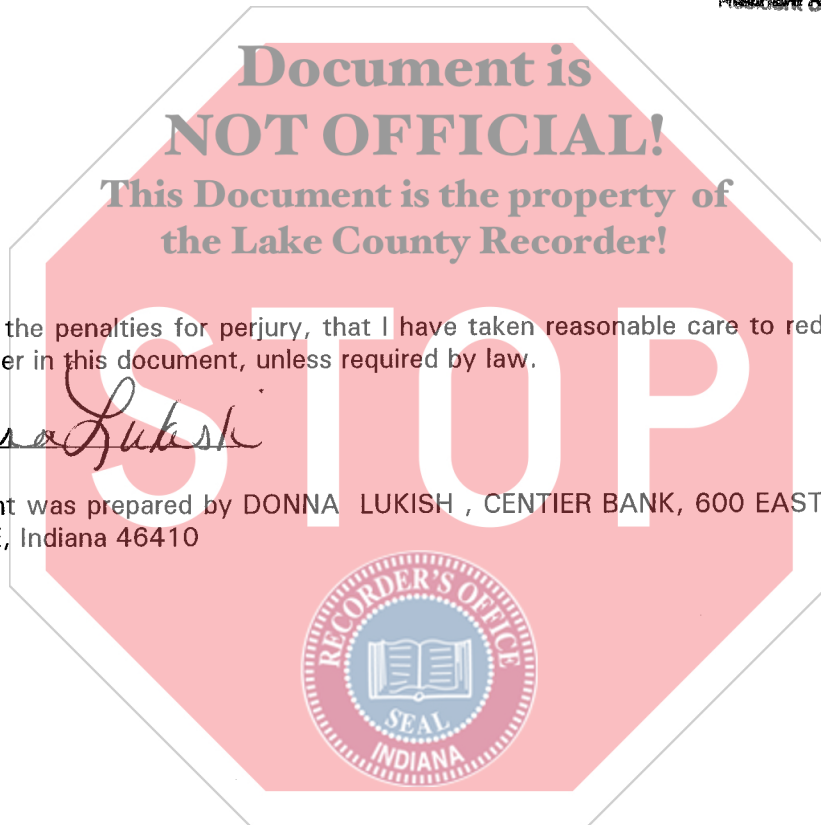 Document is
NOT OFFICIAL!
This Document is the property of
the Lake County Recorder!
the penalties for perjury, that I have taken reasonable care to red
er in this document, unless required by law.
STOP
Lukish
nt was prepared by DONNA LUKISH , CENTIER BANK, 600 EAST
E, Indiana 46410
RECORDER'S OFFICE
SEAL
INDIANA